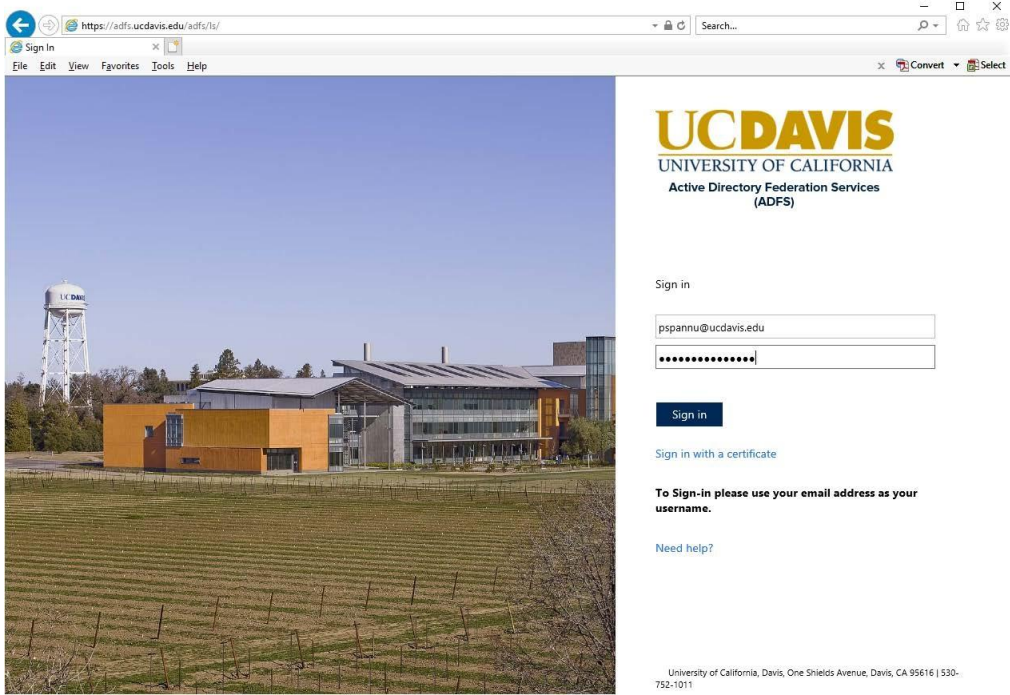 https://adfs.ucdavis.edu/adfs/ls/
Search...
Sign In
File Edit View Favorites Tools Help
Convert
Select
UC DAVIS
UCDAVIS
UNIVERSITY OF CALIFORNIA
Active Directory Federation Services
(ADFS)
Sign in
pspannu@ucdavis.edu
Sign in
Sign in with a certificate
To Sign-in please use your email address as your
username.
Need help?
University of California, Davis, One Shields Avenue, Davis, CA 95616 | 530-
752-1011